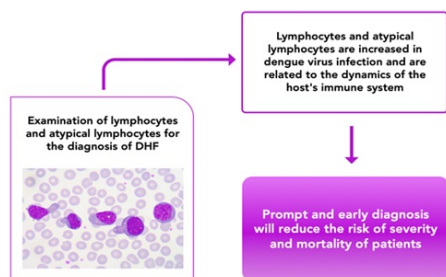 Lymphocytes and atypical
lymphocytes are increased in
dengue virus infection and are
related to the dynamics of the
host's immune system
Examination of lymphocytes
and atypical lymphocytes for
the diagnosis of DHF
Prompt and early diagnosis
will reduce the risk of severity
and mortality of patients